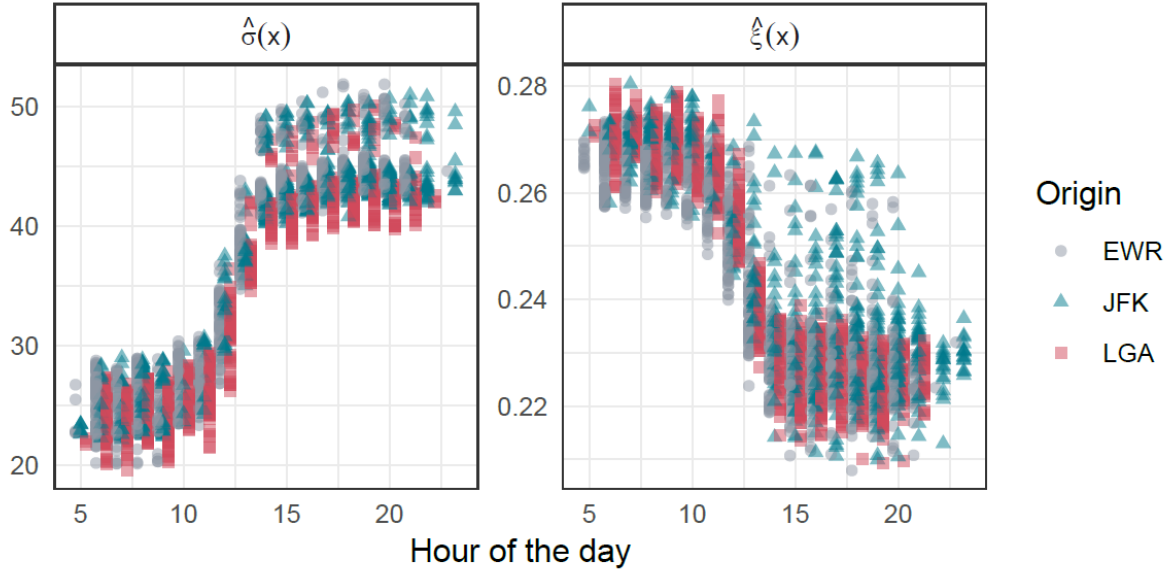 σ̂(x)
ξ̂(x)
50
40
30
20
0.28
0.26
0.24
0.22
5 10 15 20
5 10 15 20
Hour of the day
Origin
EWR
JFK
LGA